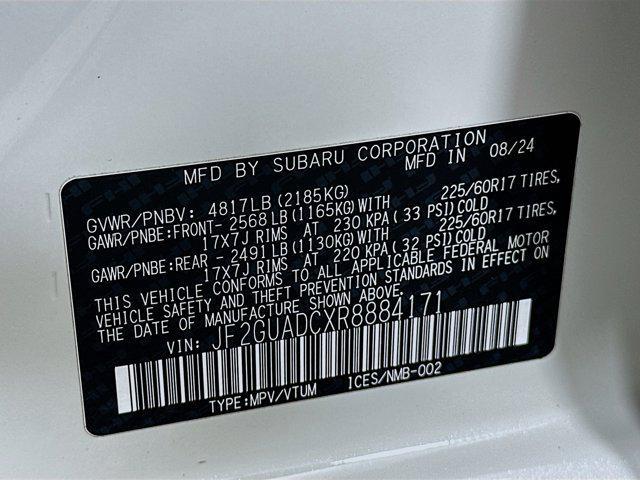 MFD BY SUBARU CORPORATION
MFD IN 08/24
GVWR/PNBV: 4817LB (2185KG)
GAWR/PNBE:FRONT- 2568LB (1165KG)WITH 225/60R17 TIRES,
17x7J RIMS AT 230 KPA (33 PSI)COLD
GAWR/PNBE:REAR - 2491LB (1130KG)WITH 225/60R17 TIRES,
17x7J RIMS AT 220 KPA (32 PSI)COLD
THIS VEHICLE CONFORMS TO ALL APPLICABLE FEDERAL MOTOR
VEHICLE SAFETY AND THEFT PREVENTION STANDARDS IN EFFECT ON
THE DATE OF MANUFACTURE SHOWN ABOVE.
VIN: JF2GUADCXR8884171
TYPE:MPV/VTUM ICES/NMB-002